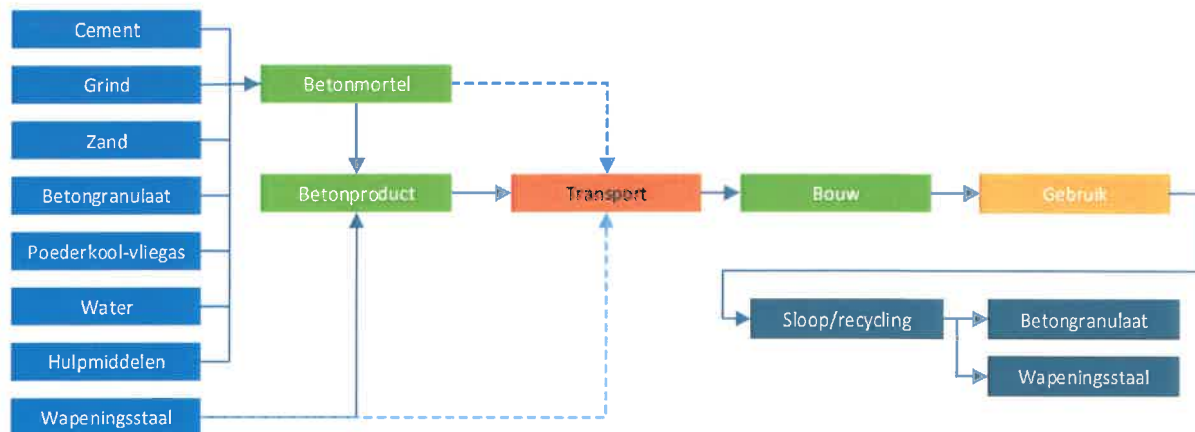 Cement
Grind
Zand
Betongranulaat
Poederkool-vliegas
Water
Hulpmiddelen
Wapeningsstaal
Betonmortel
Betonproduct
Transport
Bouw
Gebruik
Sloop/recycling
Betongranulaat
Wapeningsstaal